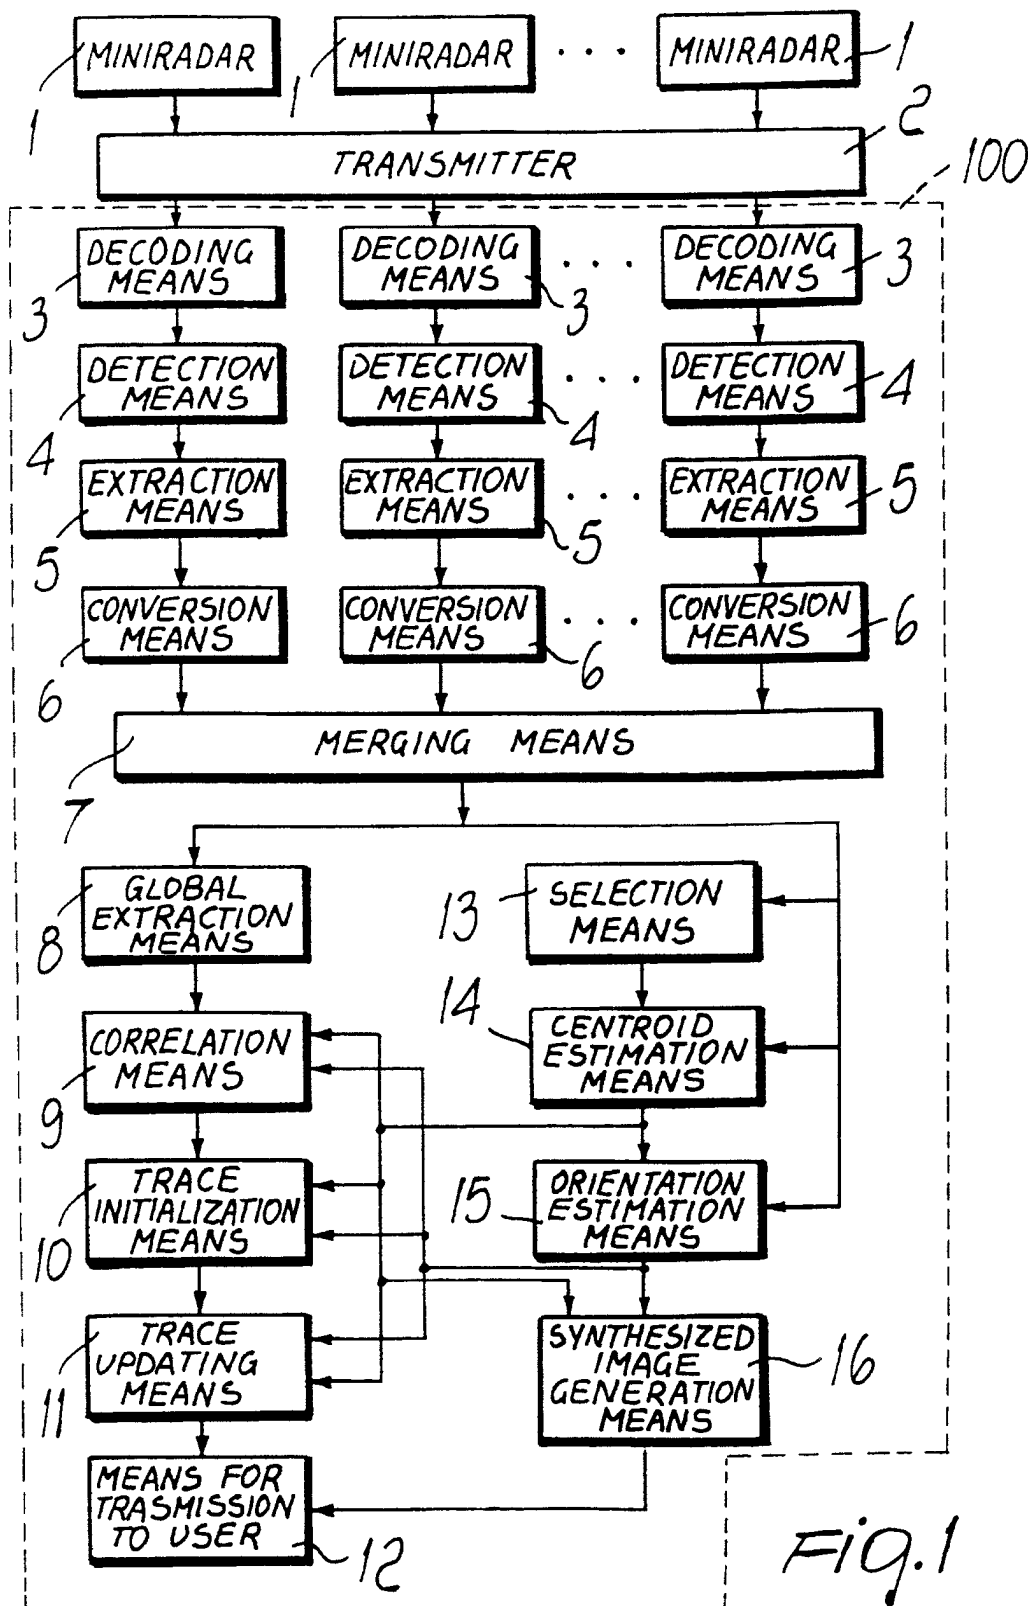 MINIRADAR MINIRADAR . . . MINIRADAR 1
1 1
2
TRANSMITTER
100
DECODING MEANS DECODING MEANS . . . DECODING MEANS 3
3 3
DETECTION MEANS DETECTION MEANS . . . DETECTION MEANS 4
4 4
EXTRACTION MEANS EXTRACTION MEANS . . . EXTRACTION MEANS 5
5 5
CONVERSION MEANS CONVERSION MEANS . . . CONVERSION MEANS 6
6 6
MERGING MEANS
7
GLOBAL
EXTRACTION
MEANS
8
13
SELECTION
MEANS
CORRELATION
MEANS
9
14
CENTROID
ESTIMATION
MEANS
TRACE
INITIALIZATION
MEANS
10
15
ORIENTATION
ESTIMATION
MEANS
TRACE
UPDATING
MEANS
11
SYNTHESIZED
IMAGE
GENERATION
MEANS
16
MEANS FOR
TRASMISSION
TO USER
12
Fig.1